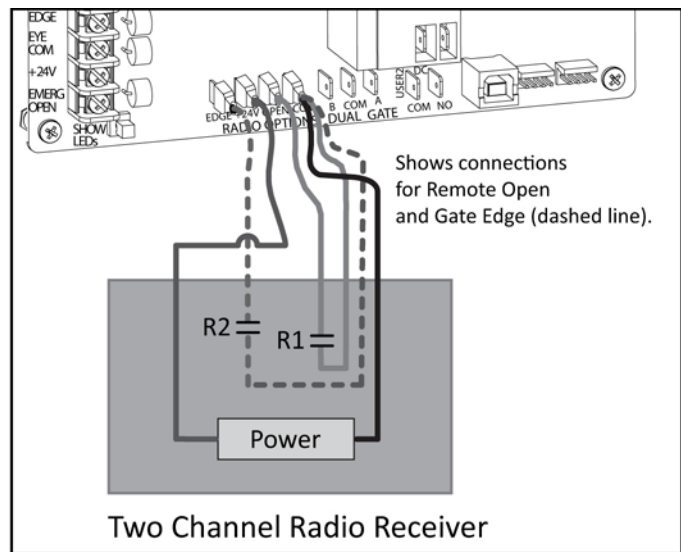 EDGE
EYE
COM
+24V
EMERG
OPEN
SHOW
LEDs
EDGE +24V OPEN COM
RADIO OPTIONS
B COM A
DUAL GATE
USER2
COM NO
Shows connections
for Remote Open
and Gate Edge (dashed line).
R2
R1
Power
Two Channel Radio Receiver